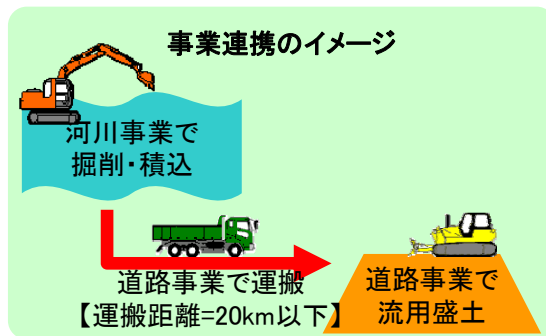 事業連携のイメージ
河川事業で
掘削・積込
道路事業で運搬
【運搬距離=20km以下】
道路事業で
流用盛土